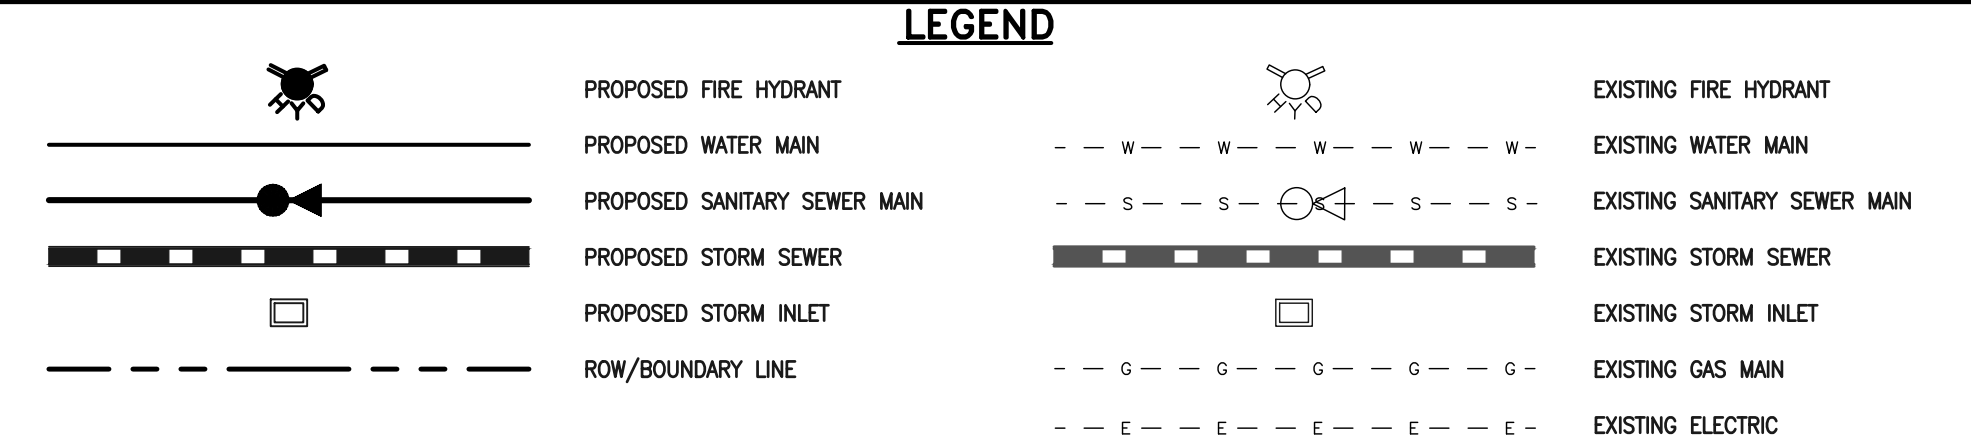 LEGEND
HYD PROPOSED FIRE HYDRANT HYD EXISTING FIRE HYDRANT
PROPOSED WATER MAIN W W W W W EXISTING WATER MAIN
PROPOSED SANITARY SEWER MAIN S S S S S EXISTING SANITARY SEWER MAIN
PROPOSED STORM SEWER EXISTING STORM SEWER
PROPOSED STORM INLET EXISTING STORM INLET
ROW/BOUNDARY LINE G G G G G EXISTING GAS MAIN
E E E E E EXISTING ELECTRIC